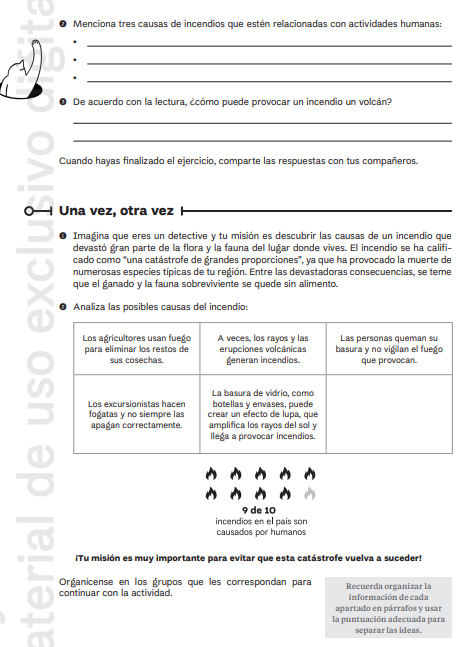 ❷ Menciona tres causas de incendios que estén relacionadas con actividades humanas:
•
•
•
❸ De acuerdo con la lectura, ¿cómo puede provocar un incendio un volcán?
Cuando hayas finalizado el ejercicio, comparte las respuestas con tus compañeros.
Una vez, otra vez
❶ Imagina que eres un detective y tu misión es descubrir las causas de un incendio que
devastó gran parte de la flora y la fauna del lugar donde vives. El incendio se ha califi-
cado como “una catástrofe de grandes proporciones”, ya que ha provocado la muerte de
numerosas especies típicas de tu región. Entre las devastadoras consecuencias, se teme
que el ganado y la fauna sobreviviente se quede sin alimento.
❷ Analiza las posibles causas del incendio:
Los agricultores usan fuego
para eliminar los restos de
sus cosechas.
A veces, los rayos y las
erupciones volcánicas
generan incendios.
Las personas queman su
basura y no vigilan el fuego
que provocan.
Los excursionistas hacen
fogatas y no siempre las
apagan correctamente.
La basura de vidrio, como
botellas y envases, puede
crear un efecto de lupa, que
amplifica los rayos del sol y
llega a provocar incendios.
9 de 10
incendios en el país son
causados por humanos
¡Tu misión es muy importante para evitar que esta catástrofe vuelva a suceder!
Organícense en los grupos que les correspondan para
continuar con la actividad.
Recuerda organizar la
información de cada
apartado en párrafos y usar
la puntuación adecuada para
separar las ideas.
aterial de uso exclusivo digita